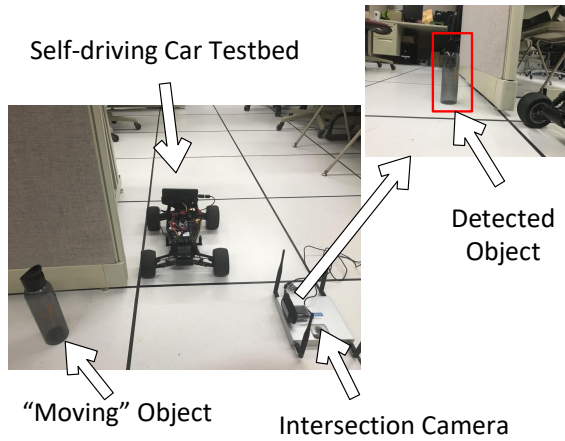 Self-driving Car Testbed
Detected
Object
“Moving” Object
Intersection Camera